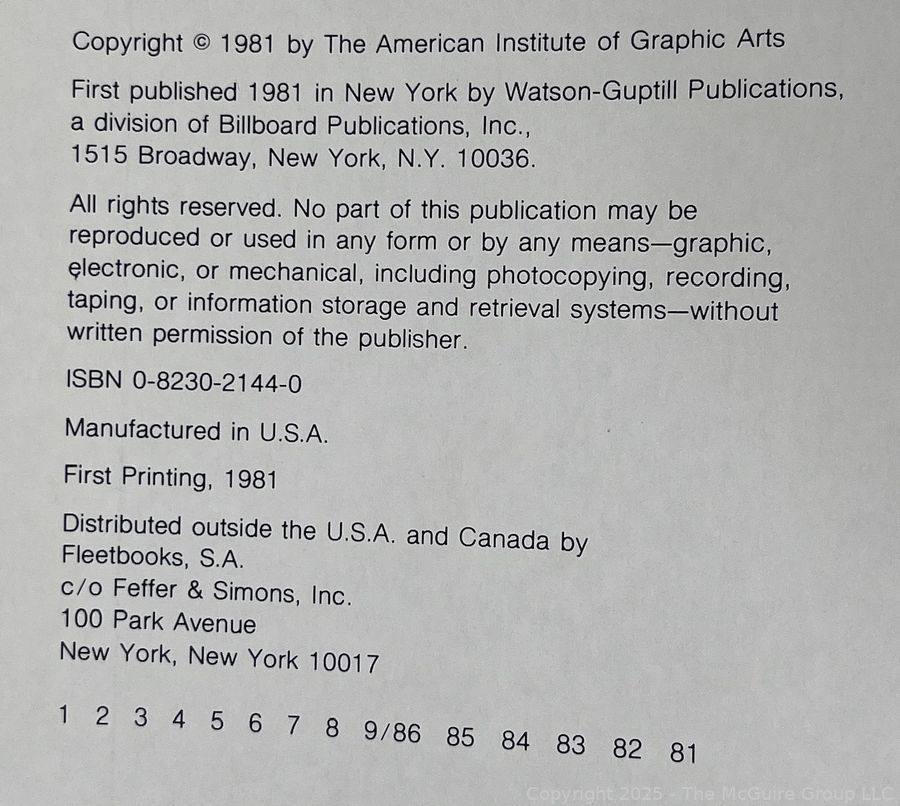 Copyright © 1981 by The American Institute of Graphic Arts
First published 1981 in New York by Watson-Guptill Publications,
a division of Billboard Publications, Inc.,
1515 Broadway, New York, N.Y. 10036.
All rights reserved. No part of this publication may be
reproduced or used in any form or by any means—graphic,
electronic, or mechanical, including photocopying, recording,
taping, or information storage and retrieval systems—without
written permission of the publisher.
ISBN 0-8230-2144-0
Manufactured in U.S.A.
First Printing, 1981
Distributed outside the U.S.A. and Canada by
Fleetbooks, S.A.
c/o Feffer & Simons, Inc.
100 Park Avenue
New York, New York 10017
1 2 3 4 5 6 7 8 9/86 85 84 83 82 81
Copyright 2025 - The McGuire Group LLC